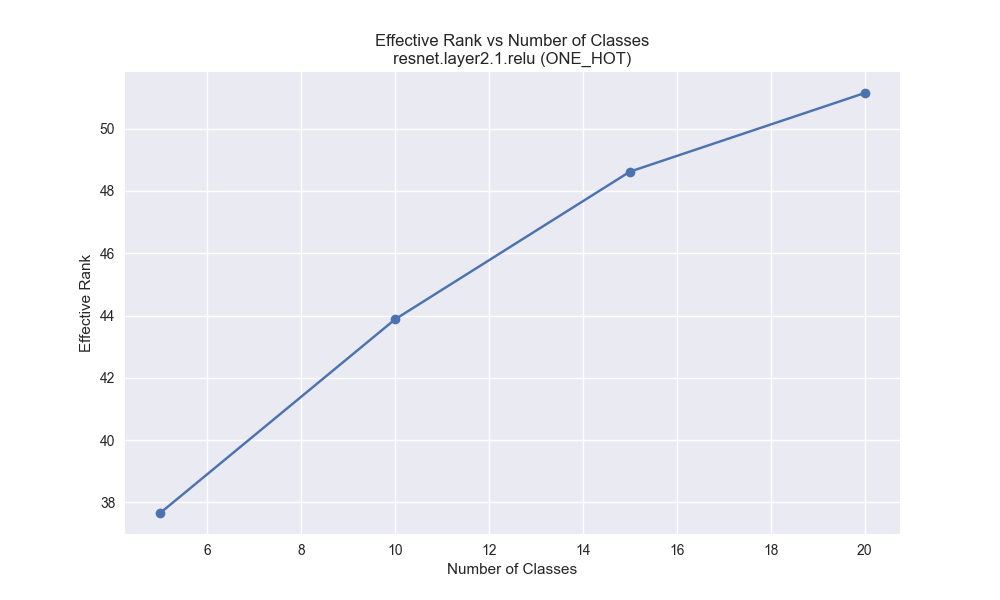 Effective Rank vs Number of Classes
resnet.layer2.1.relu (ONE_HOT)
Effective Rank
50
48
46
44
42
40
38
6 8 10 12 14 16 18 20
Number of Classes